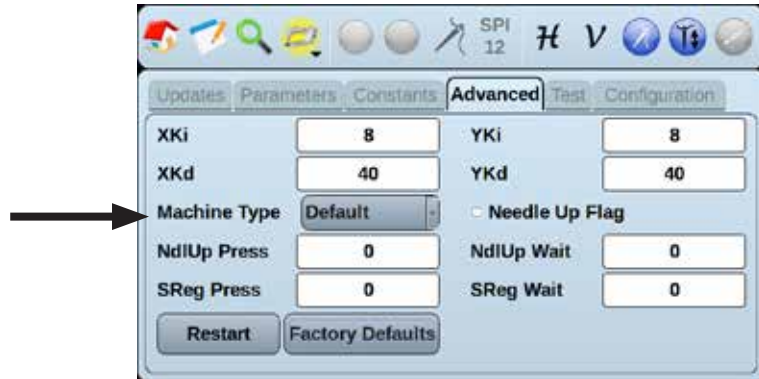 SPI
12
H V
Updates Parameters Constants Advanced Test Configuration
XKi 8 YKi 8
XKd 40 YKd 40
Machine Type Default Needle Up Flag
NdlUp Press 0 NdlUp Wait 0
SReg Press 0 SReg Wait 0
Restart Factory Defaults